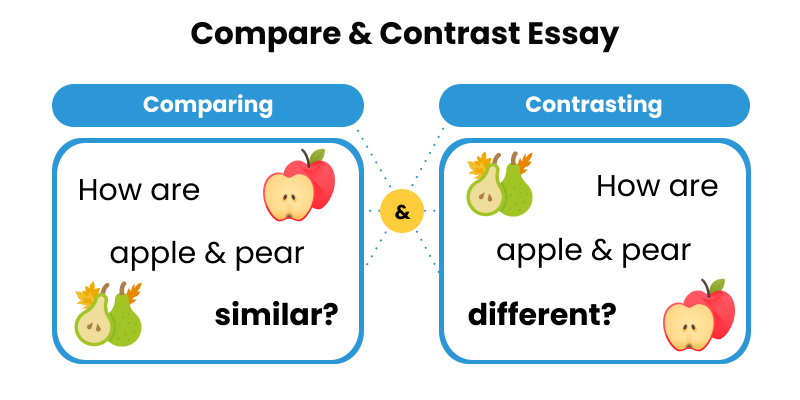 Compare & Contrast Essay
Comparing
How are
apple & pear
similar?
&
Contrasting
How are
apple & pear
different?